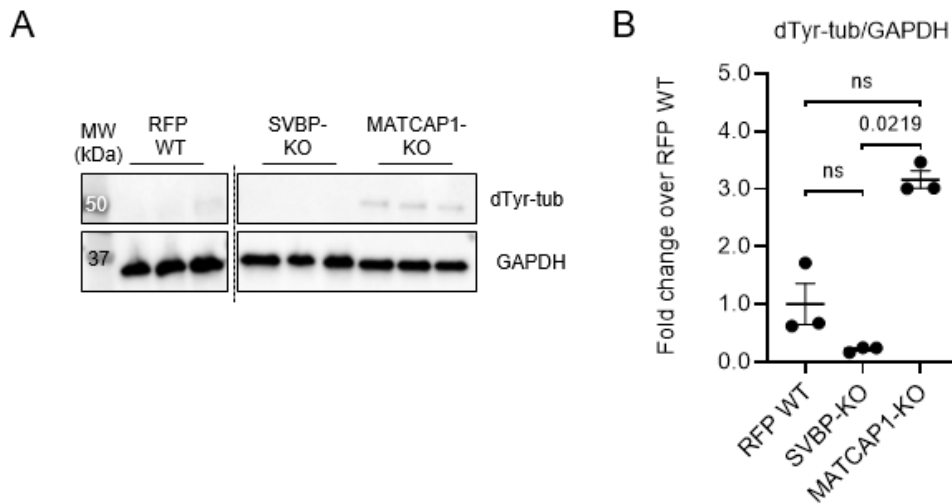 A
MW
(kDa)
RFP
WT
SVBP-
KO
MATCAP1-
KO
50
dTyr-tub
37
GAPDH
B
dTyr-tub/GAPDH
Fold change over RFP WT
5.0
4.0
3.0
2.0
1.0
0.0
ns
0.0219
ns
RFP WT
SVBP-KO
MATCAP1-KO